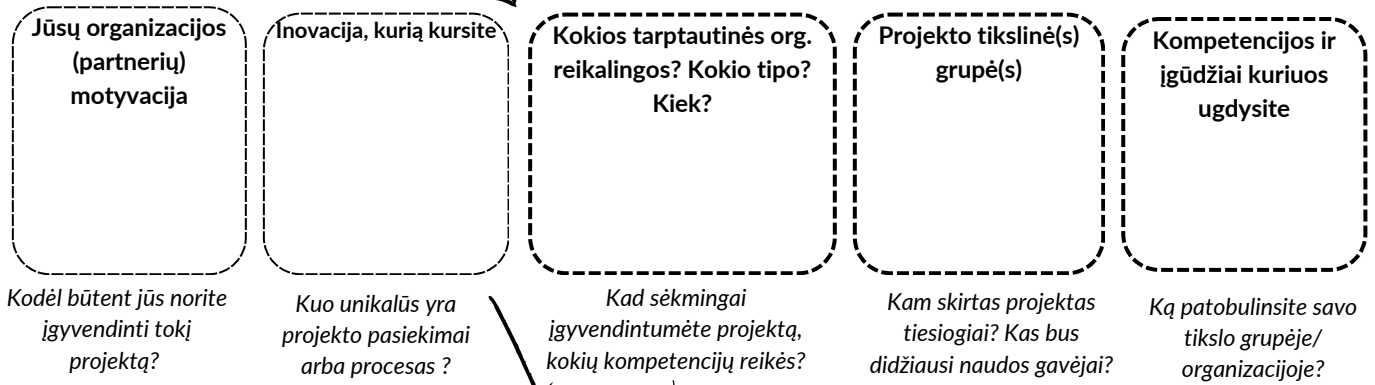 Jūsų organizacijos
(partnerių)
motyvacija
Inovacija, kurią kursite
Kokios tarptautinės org.
reikalingos? Kokio tipo?
Kiek?
Projekto tikslinė(s)
grupė(s)
Kompetencijos ir
įgūdžiai kuriuos
ugdysite
Kodėl būtent jūs norite
įgyvendinti tokį
projektą?
Kuo unikalūs yra
projekto pasiekimai
arba procesas ?
Kad sėkmingai
įgyvendintumėte projektą,
kokių kompetencijų reikės?
Kam skirtas projektas
tiesiogiai? Kas bus
didžiausi naudos gavėjai?
Ką patobulinsite savo
tikslo grupėje/
organizacijoje?